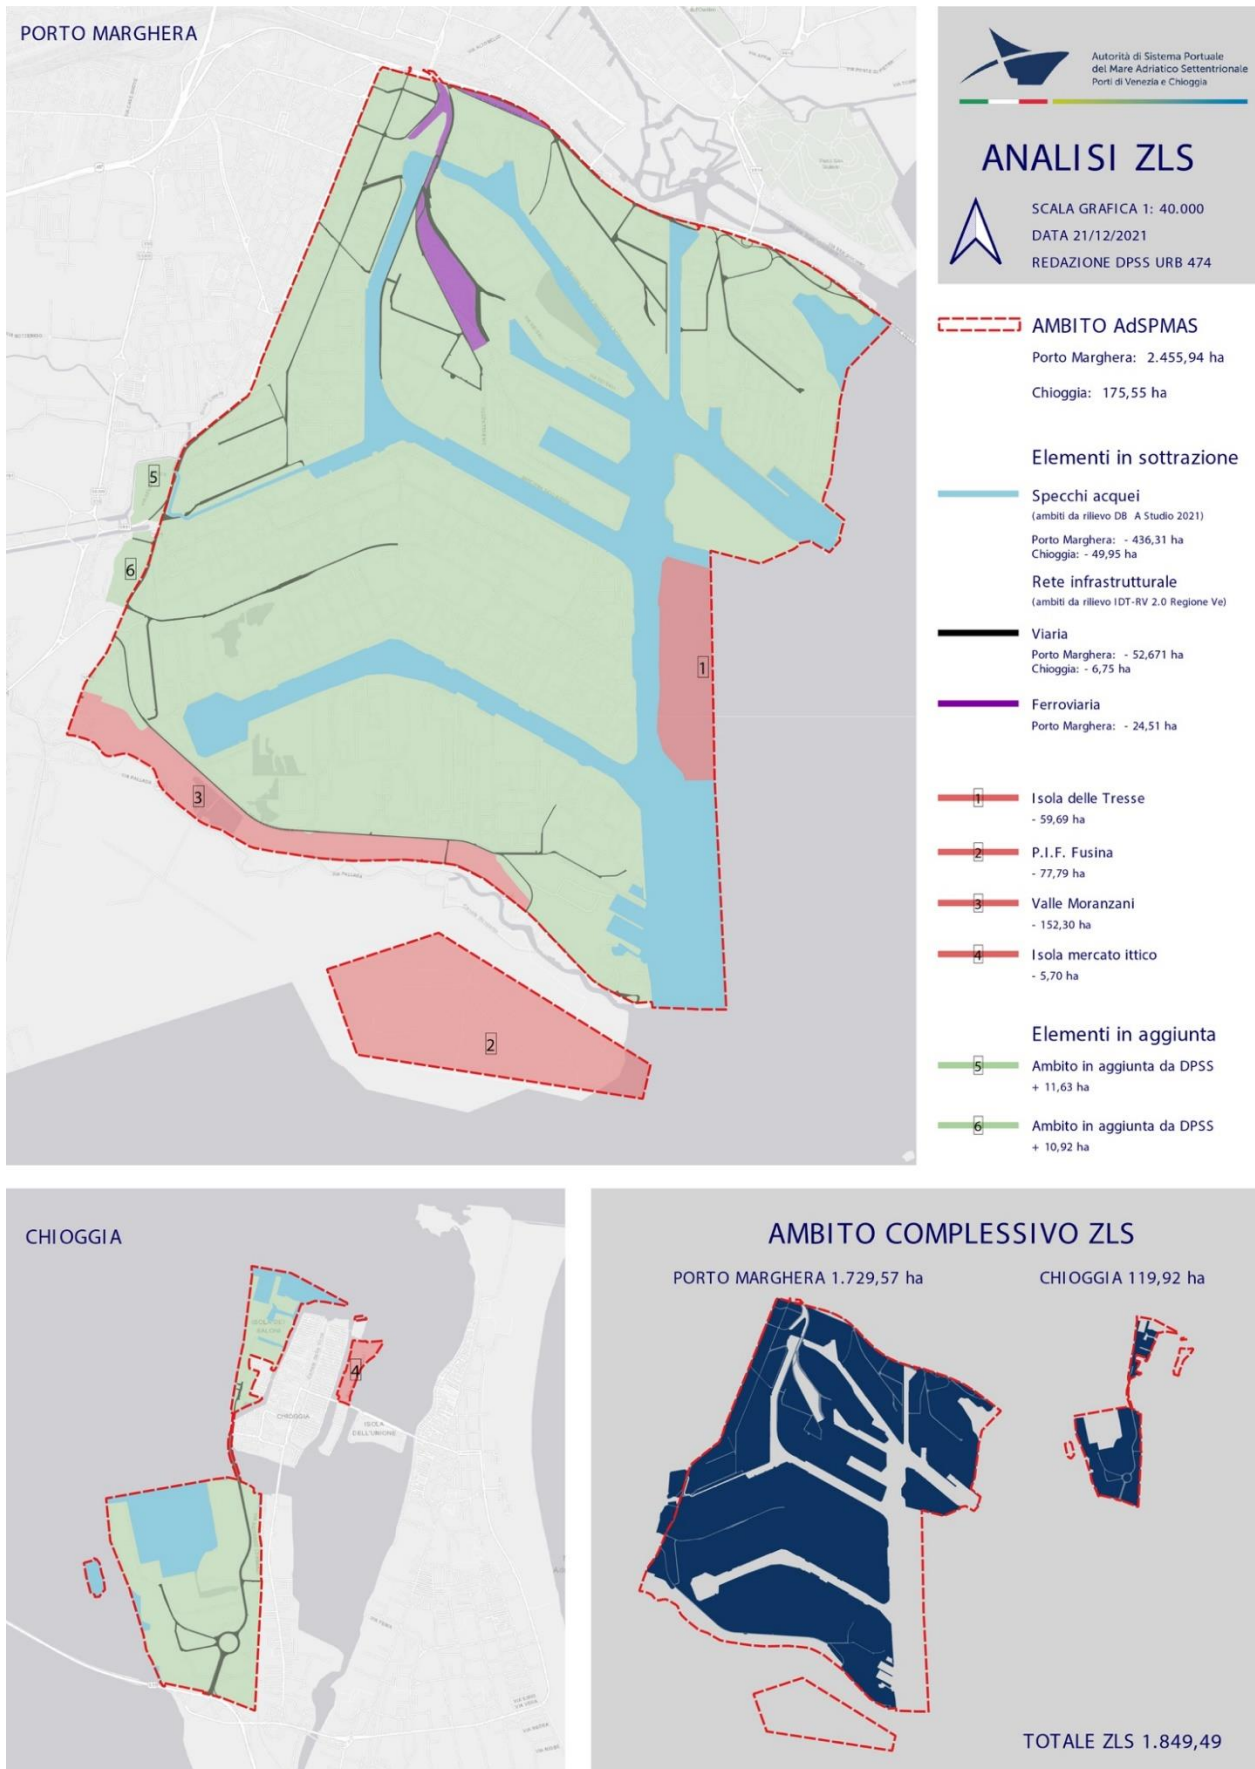 PORTO MARGHERA
5
6
1
3
2
Autorità di Sistema Portuale
del Mare Adriatico Settentrionale
Porti di Venezia e Chioggia
ANALISI ZLS
SCALA GRAFICA 1: 40.000
DATA 21/12/2021
REDAZIONE DPSS URB 474
AMBITO AdSPMAS
Porto Marghera: 2.455,94 ha
Chioggia: 175,55 ha
Elementi in sottrazione
Specchi acquei
(ambiti da rilievo DB A Studio 2021)
Porto Marghera: - 436,31 ha
Chioggia: - 49,95 ha
Rete infrastrutturale
(ambiti da rilievo IDT-RV 2.0 Regione Ve)
Viaria
Porto Marghera: - 52,671 ha
Chioggia: - 6,75 ha
Ferroviaria
Porto Marghera: - 24,51 ha
1 Isola delle Tresse
- 59,69 ha
2 P.I.F. Fusina
- 77,79 ha
3 Valle Moranzani
- 152,30 ha
4 Isola mercato ittico
- 5,70 ha
Elementi in aggiunta
5 Ambito in aggiunta da DPSS
+ 11,63 ha
6 Ambito in aggiunta da DPSS
+ 10,92 ha
CHIOGGIA
4
CHIOGGIA
ISOLA
DELL'UNIONE
AMBITO COMPLESSIVO ZLS
PORTO MARGHERA 1.729,57 ha
CHIOGGIA 119,92 ha
TOTALE ZLS 1.849,49